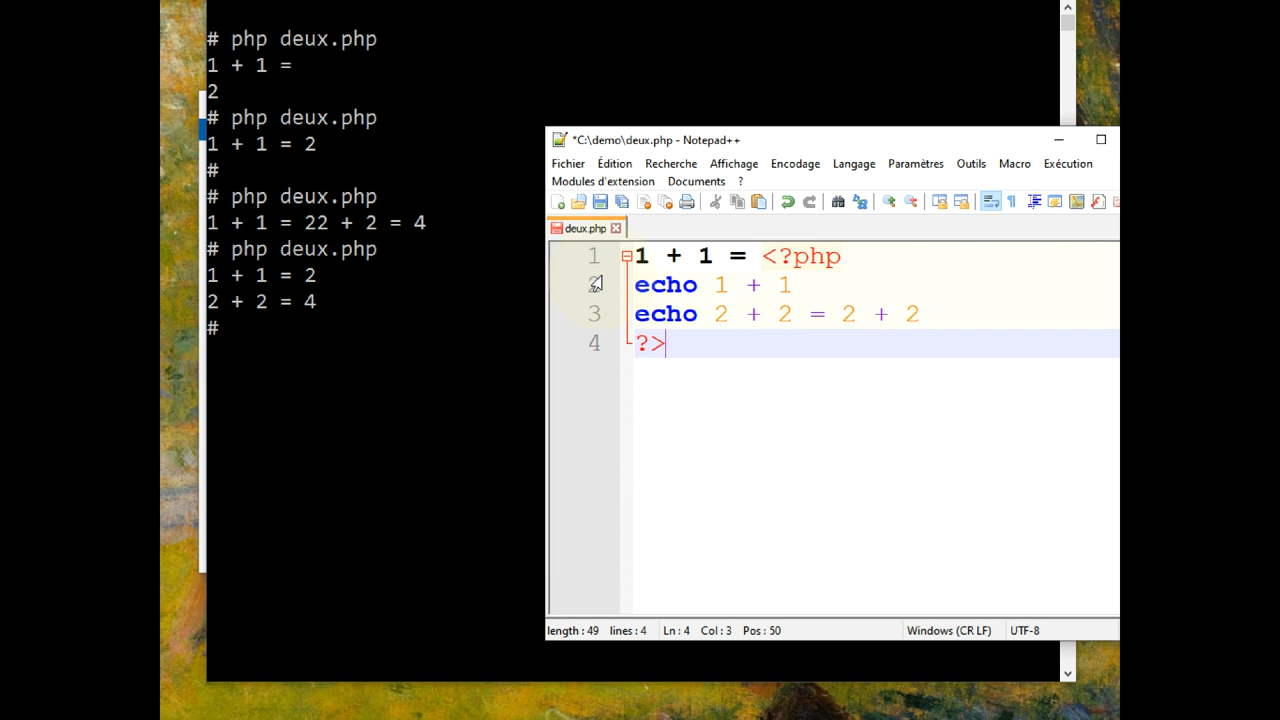 # php deux.php
1 + 1 =
2
# php deux.php
1 + 1 = 2
#
# php deux.php
1 + 1 = 22 + 2 = 4
# php deux.php
1 + 1 = 2
2 + 2 = 4
#
*C:\demo\deux.php - Notepad++
Fichier Édition Recherche Affichage Encodage Langage Paramètres Outils Macro Exécution
Modules d'extension Documents ?
deux.php
1 1 + 1 = <?php
2 echo 1 + 1
3 echo 2 + 2 = 2 + 2
4 ?>
length : 49 lines : 4 Ln : 4 Col : 3 Pos : 50 Windows (CR LF) UTF-8